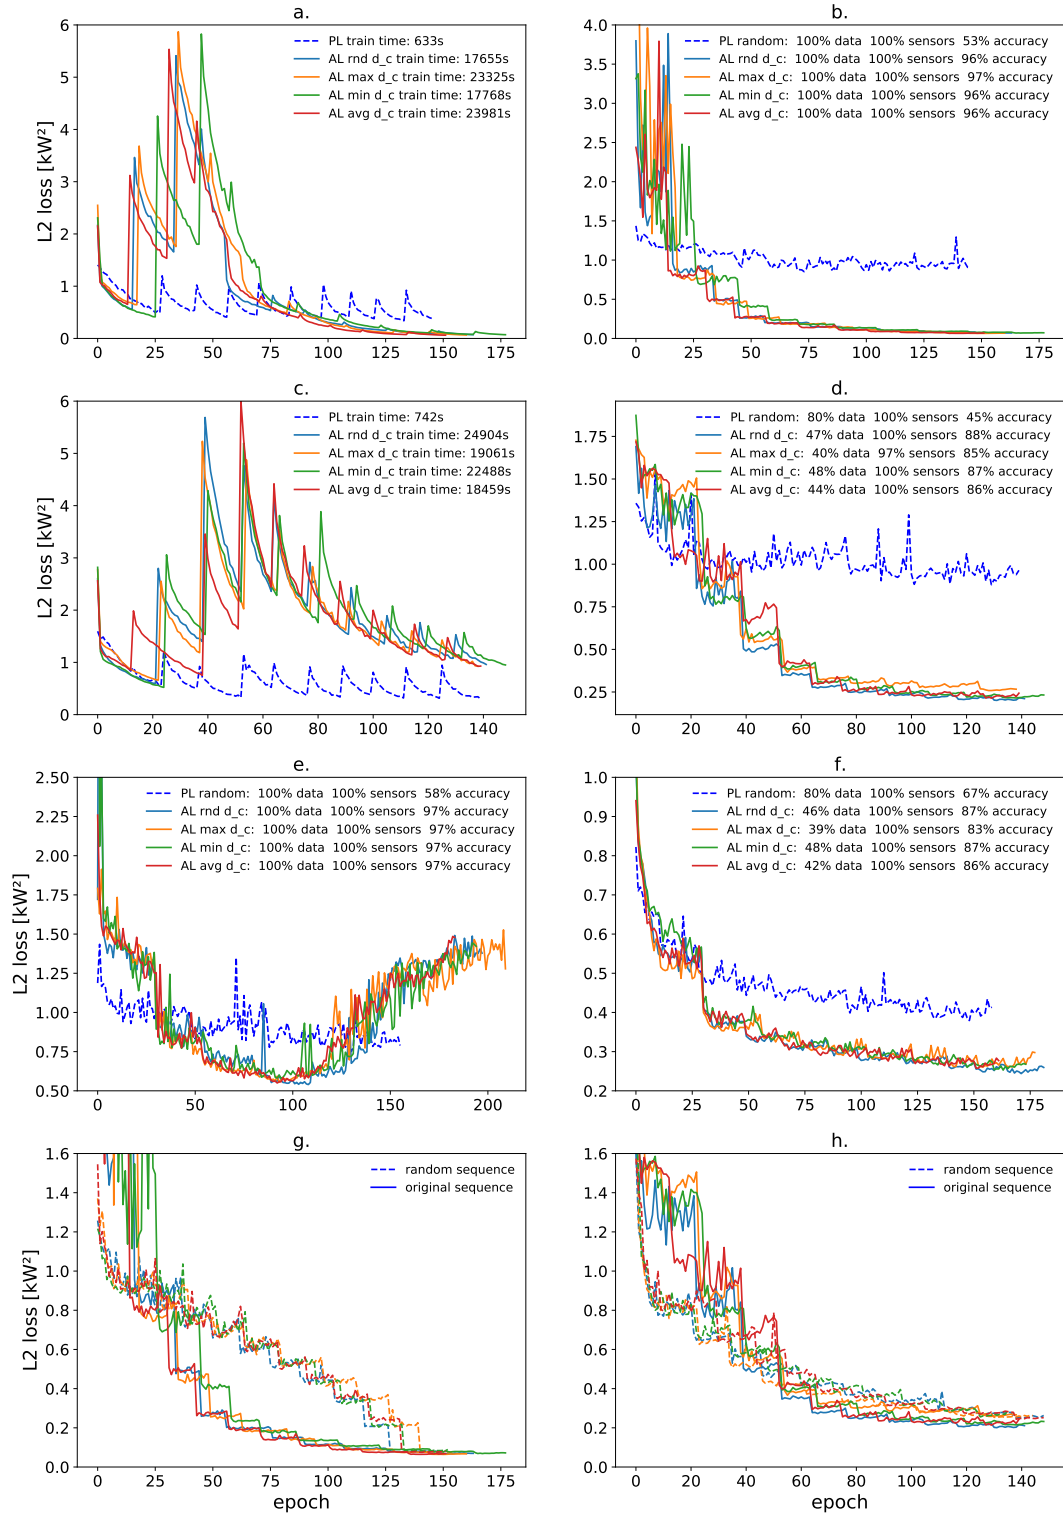 a.
L2 loss [kW²]
6
5
4
3
2
1
0
PL train time: 633s
AL rnd d_c train time: 17655s
AL max d_c train time: 23325s
AL min d_c train time: 17768s
AL avg d_c train time: 23981s
0 25 50 75 100 125 150 175
b.
4.0
3.5
3.0
2.5
2.0
1.5
1.0
0.5
0.0
PL random: 100% data 100% sensors 53% accuracy
AL rnd d_c: 100% data 100% sensors 96% accuracy
AL max d_c: 100% data 100% sensors 97% accuracy
AL min d_c: 100% data 100% sensors 96% accuracy
AL avg d_c: 100% data 100% sensors 96% accuracy
0 25 50 75 100 125 150 175
c.
L2 loss [kW²]
6
5
4
3
2
1
0
PL train time: 742s
AL rnd d_c train time: 24904s
AL max d_c train time: 19061s
AL min d_c train time: 22488s
AL avg d_c train time: 18459s
0 20 40 60 80 100 120 140
d.
1.75
1.50
1.25
1.00
0.75
0.50
0.25
PL random: 80% data 100% sensors 45% accuracy
AL rnd d_c: 47% data 100% sensors 88% accuracy
AL max d_c: 40% data 97% sensors 85% accuracy
AL min d_c: 48% data 100% sensors 87% accuracy
AL avg d_c: 44% data 100% sensors 86% accuracy
0 20 40 60 80 100 120 140
e.
L2 loss [kW²]
2.50
2.25
2.00
1.75
1.50
1.25
1.00
0.75
0.50
PL random: 100% data 100% sensors 58% accuracy
AL rnd d_c: 100% data 100% sensors 97% accuracy
AL max d_c: 100% data 100% sensors 97% accuracy
AL min d_c: 100% data 100% sensors 97% accuracy
AL avg d_c: 100% data 100% sensors 97% accuracy
0 50 100 150 200
f.
1.0
0.9
0.8
0.7
0.6
0.5
0.4
0.3
0.2
PL random: 80% data 100% sensors 67% accuracy
AL rnd d_c: 46% data 100% sensors 87% accuracy
AL max d_c: 39% data 100% sensors 83% accuracy
AL min d_c: 48% data 100% sensors 87% accuracy
AL avg d_c: 42% data 100% sensors 86% accuracy
0 25 50 75 100 125 150 175
g.
L2 loss [kW²]
1.6
1.4
1.2
1.0
0.8
0.6
0.4
0.2
0.0
random sequence
original sequence
0 25 50 75 100 125 150 175
epoch
h.
1.6
1.4
1.2
1.0
0.8
0.6
0.4
0.2
0.0
random sequence
original sequence
0 20 40 60 80 100 120 140
epoch